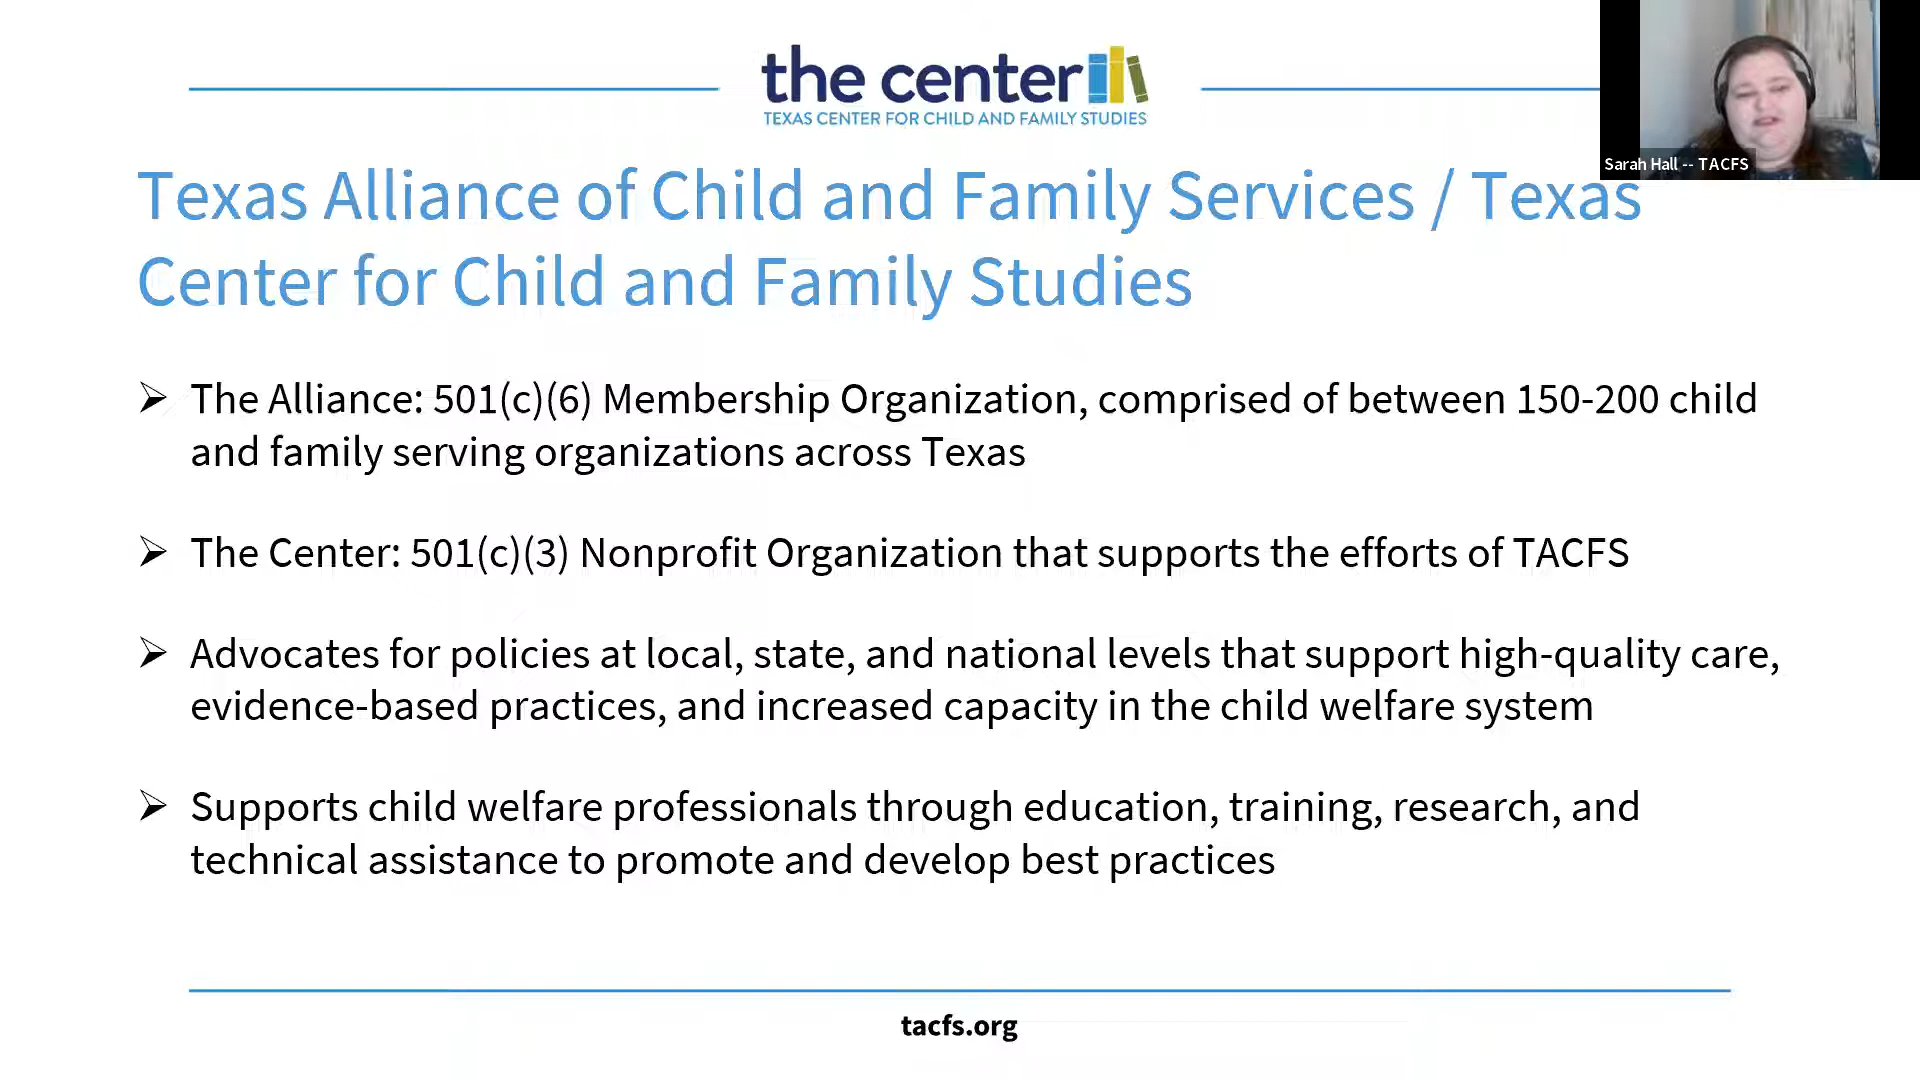 the center
TEXAS CENTER FOR CHILD AND FAMILY STUDIES
Sarah Hall -- TACFS
Texas Alliance of Child and Family Services / Texas
Center for Child and Family Studies
➢ The Alliance: 501(c)(6) Membership Organization, comprised of between 150-200 child
and family serving organizations across Texas
➢ The Center: 501(c)(3) Nonprofit Organization that supports the efforts of TACFS
➢ Advocates for policies at local, state, and national levels that support high-quality care,
evidence-based practices, and increased capacity in the child welfare system
➢ Supports child welfare professionals through education, training, research, and
technical assistance to promote and develop best practices
tacfs.org